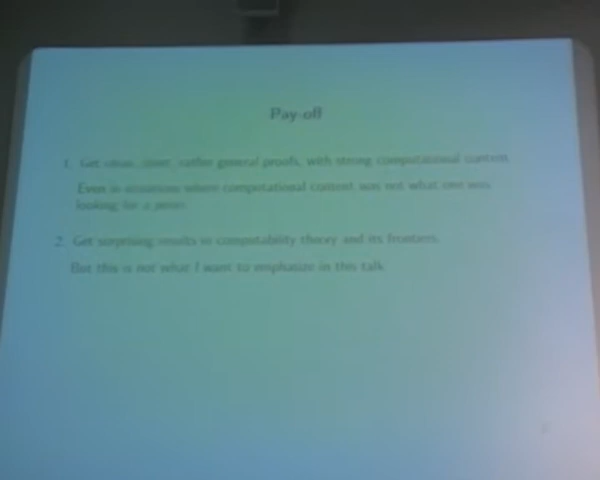 Pay-off
1. Get clean, short, rather general proofs, with strong computational content.
Even in situations where computational content was not what one was
looking for a priori.
2. Get surprising results in computability theory and its frontiers.
But this is not what I want to emphasize in this talk.